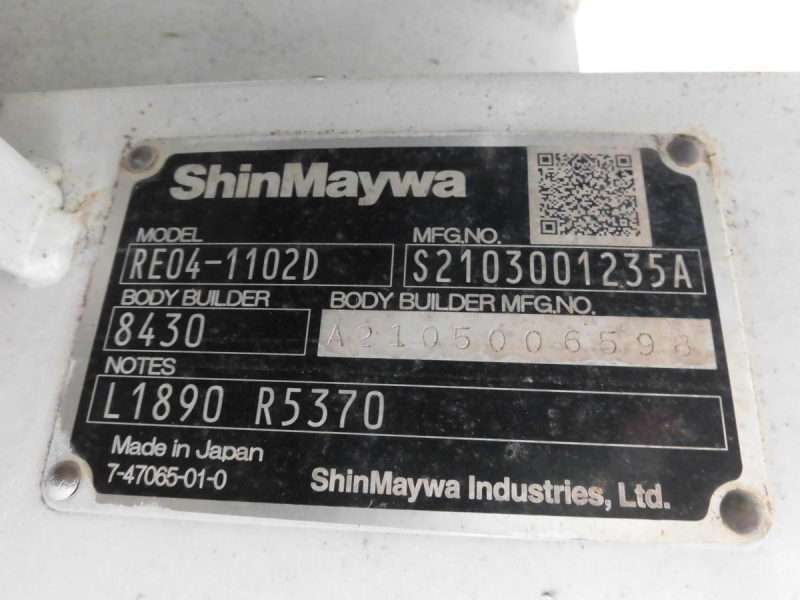 ShinMaywa
MODEL MFG.NO.
RE04-1102D S2103001235A
BODY BUILDER BODY BUILDER MFG.NO.
8430 A2105006598
NOTES
L1890 R5370
Made in Japan
7-47065-01-0 ShinMaywa Industries, Ltd.